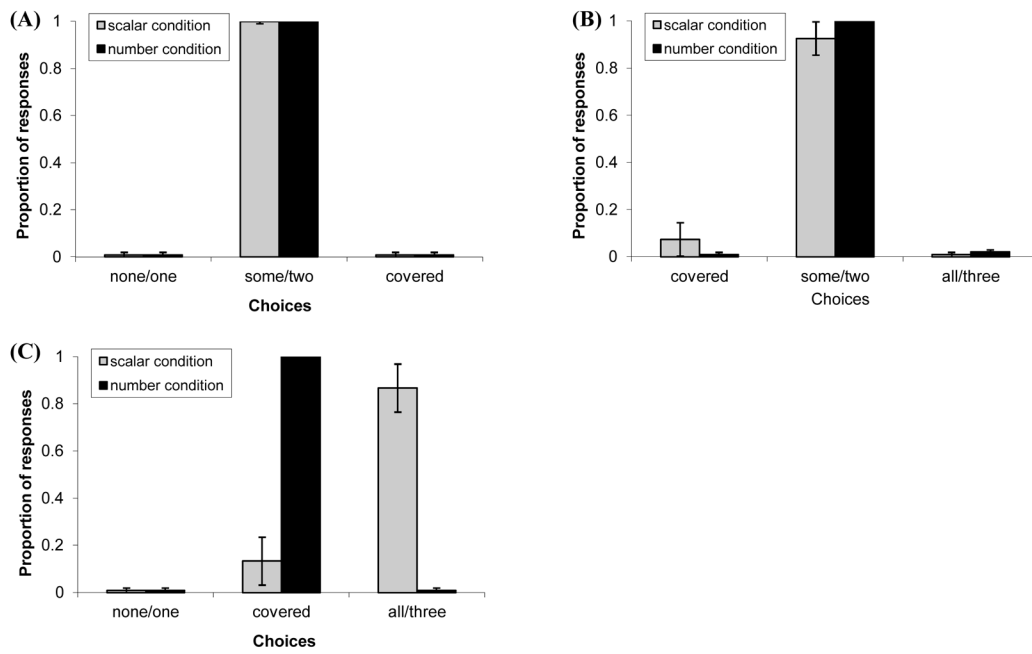 (A)
scalar condition
number condition
Proportion of responses
1
0.8
0.6
0.4
0.2
0
none/one some/two covered
Choices
(B)
scalar condition
number condition
Proportion of responses
1
0.8
0.6
0.4
0.2
0
covered some/two all/three
Choices
(C)
scalar condition
number condition
Proportion of responses
1
0.8
0.6
0.4
0.2
0
none/one covered all/three
Choices